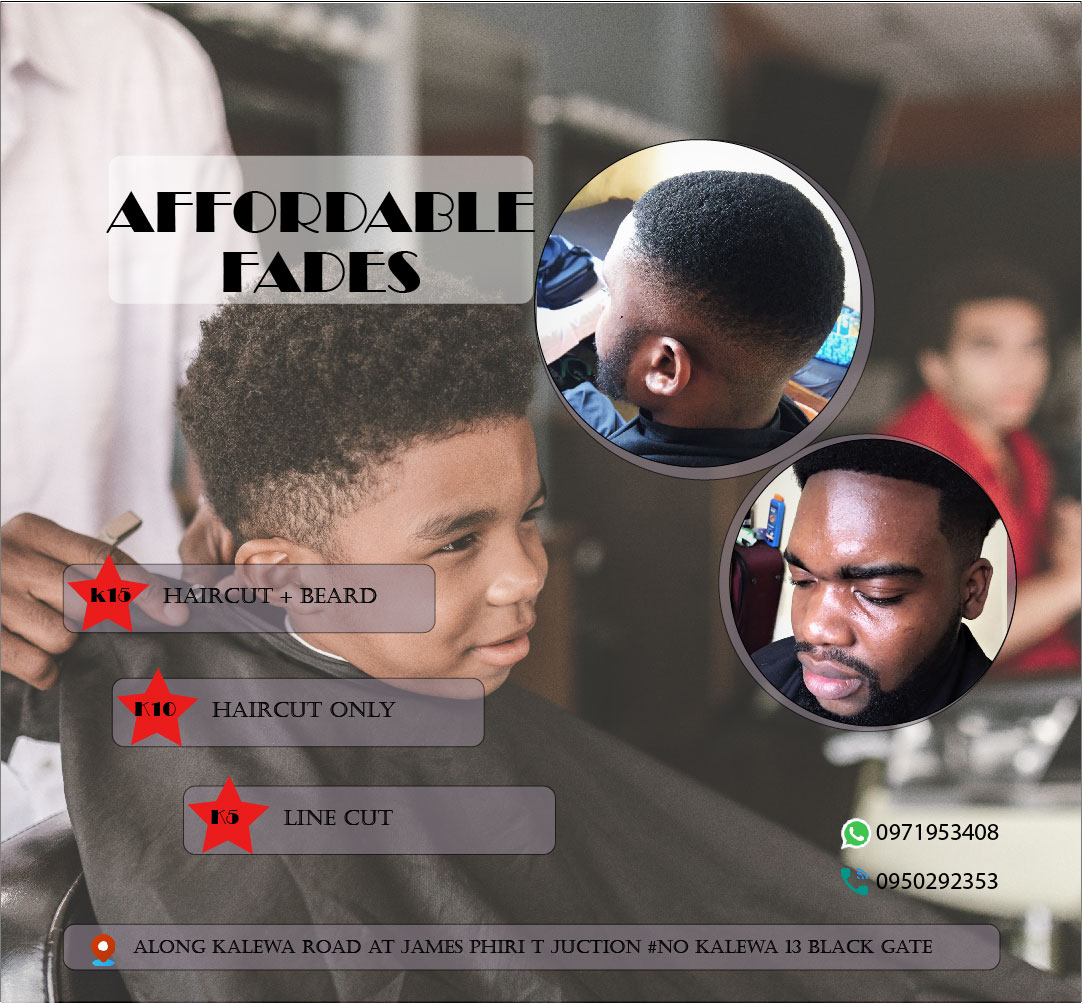 AFFORDABLE
FADES
K15 HAIRCUT + BEARD
K10 HAIRCUT ONLY
K5 LINE CUT
0971953408
0950292353
ALONG KALEWA ROAD AT JAMES PHIRI T JUCTION #NO KALEWA 13 BLACK GATE